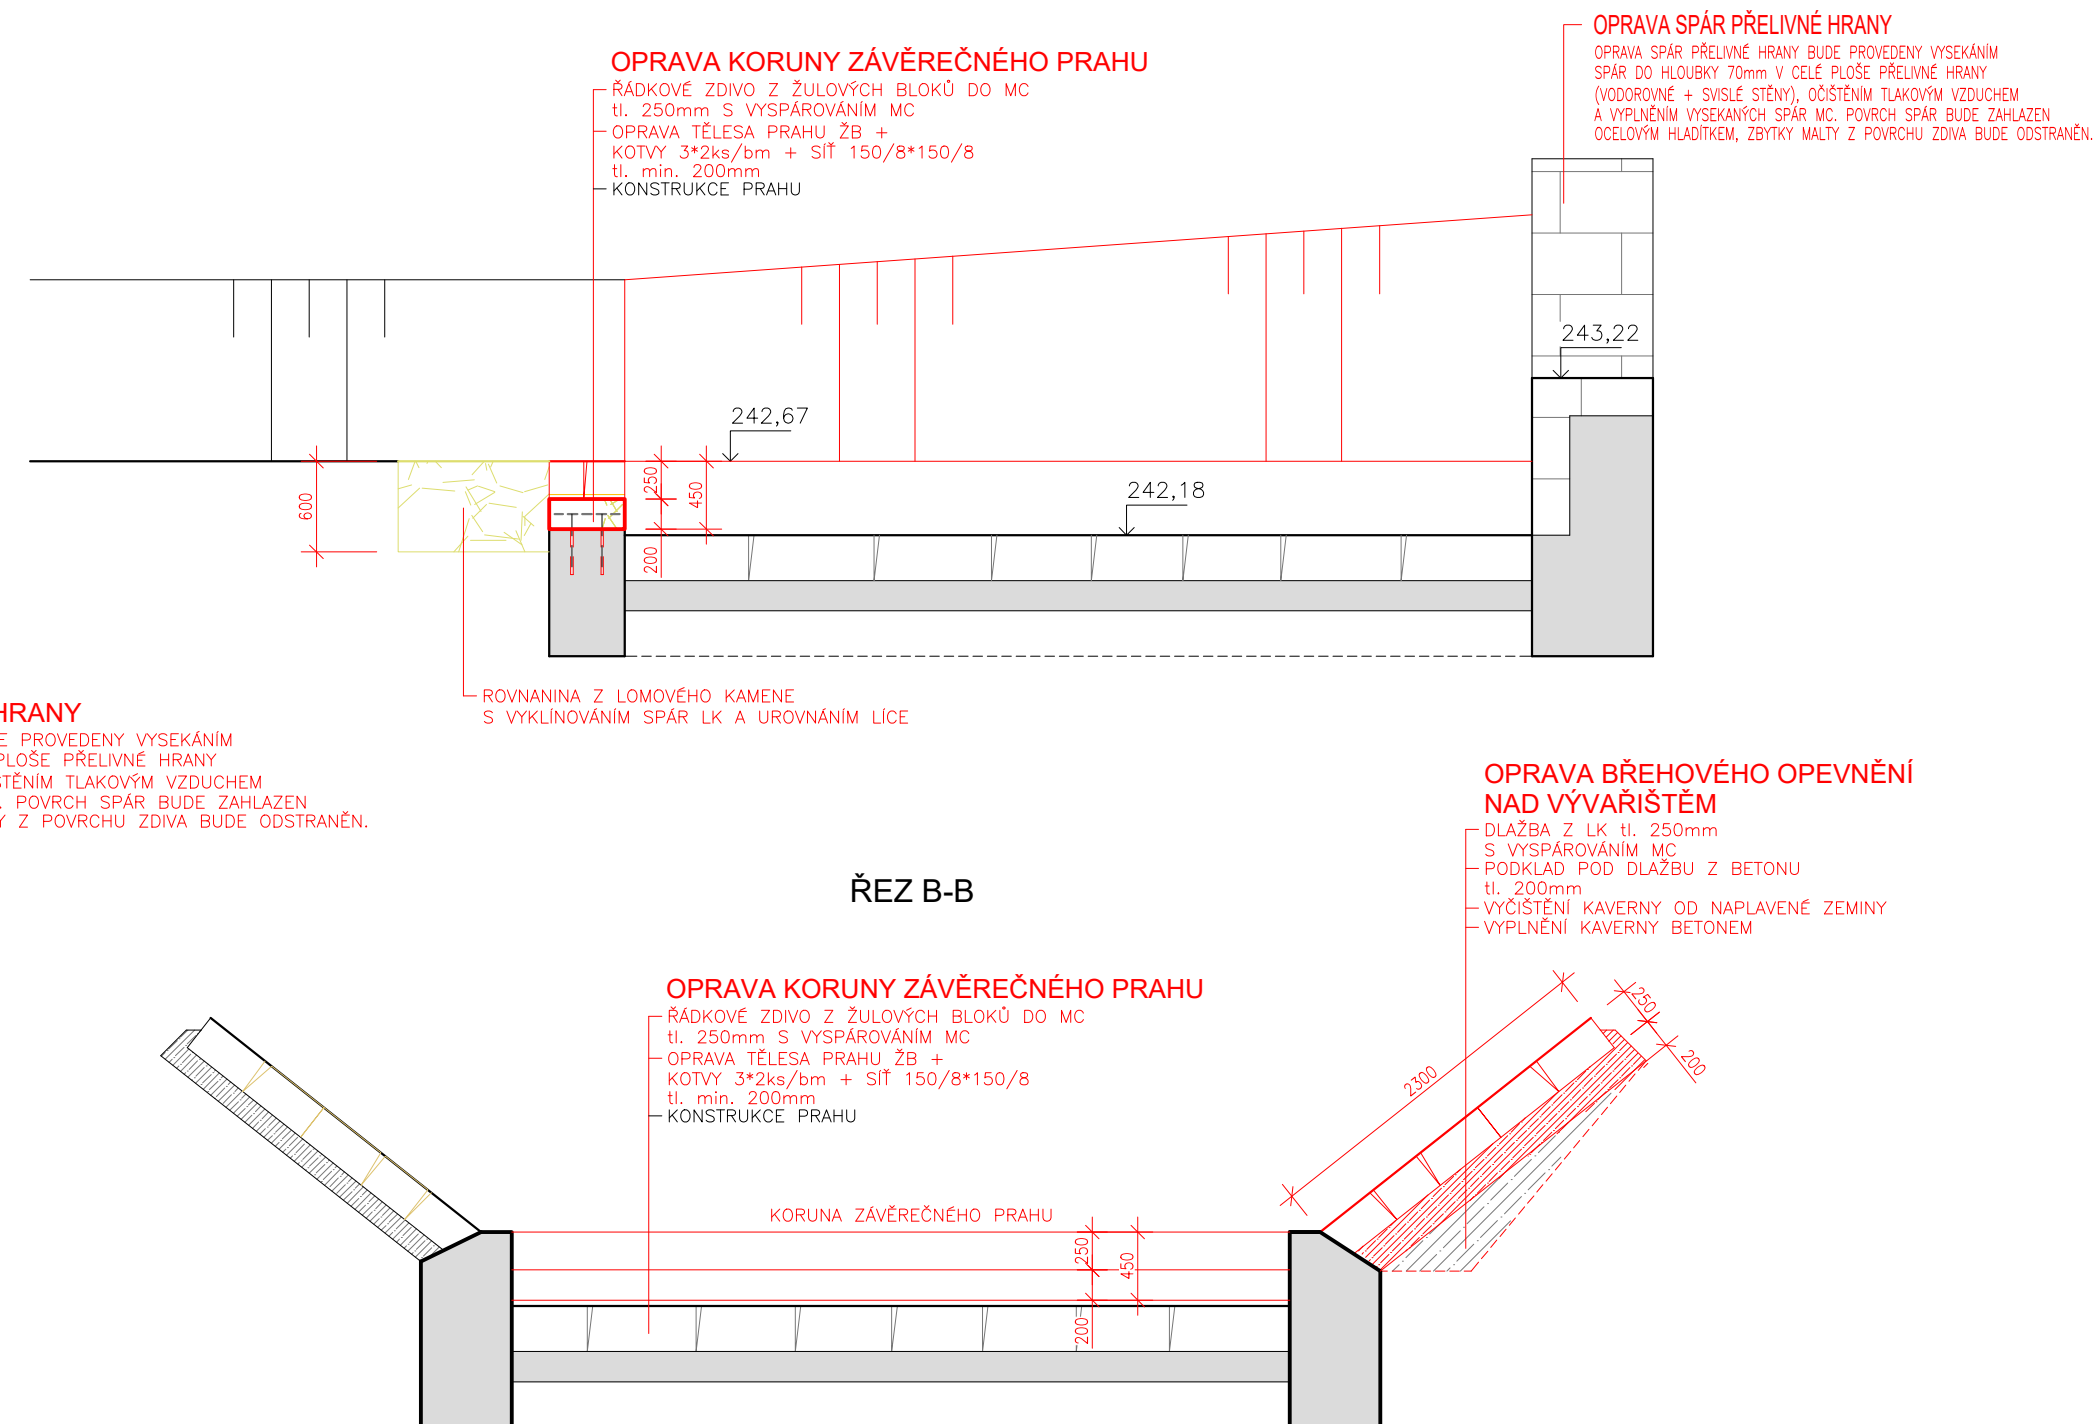 OPRAVA SPÁR PŘELIVNÉ HRANY
OPRAVA SPÁR PŘELIVNÉ HRANY BUDE PROVEDENY VYSEKÁNÍM
SPÁR DO HLOUBKY 70mm V CELÉ PLOŠE PŘELIVNÉ HRANY
(VODOROVNÉ + SVISLÉ STĚNY), OČIŠTĚNÍM TLAKOVÝM VZDUCHEM
A VYPLNĚNÍM VYSEKANÝCH SPÁR MC. POVRCH SPÁR BUDE ZAHLAZEN
OCELOVÝM HLADÍTKEM, ZBYTKY MALTY Z POVRCHU ZDIVA BUDE ODSTRANĚN.
OPRAVA KORUNY ZÁVĚREČNÉHO PRAHU
ŘÁDKOVÉ ZDIVO Z ŽULOVÝCH BLOKŮ DO MC
tl. 250mm S VYSPÁROVÁNÍM MC
OPRAVA TĚLESA PRAHU ŽB +
KOTVY 3*2ks/bm + SÍŤ 150/8*150/8
tl. min. 200mm
KONSTRUKCE PRAHU
243,22
242,67
242,18
600
250
450
200
ROVNANINA Z LOMOVÉHO KAMENE
S VYKLÍNOVÁNÍM SPÁR LK A UROVNÁNÍM LÍCE
HRANY
E PROVEDENY VYSEKÁNÍM
PLOŠE PŘELIVNÉ HRANY
ŠTĚNÍM TLAKOVÝM VZDUCHEM
. POVRCH SPÁR BUDE ZAHLAZEN
Y Z POVRCHU ZDIVA BUDE ODSTRANĚN.
OPRAVA BŘEHOVÉHO OPEVNĚNÍ
NAD VÝVAŘIŠTĚM
DLAŽBA Z LK tl. 250mm
S VYSPÁROVÁNÍM MC
PODKLAD POD DLAŽBU Z BETONU
tl. 200mm
VYČIŠTĚNÍ KAVERNY OD NAPLAVENÉ ZEMINY
VYPLNĚNÍ KAVERNY BETONEM
ŘEZ B-B
OPRAVA KORUNY ZÁVĚREČNÉHO PRAHU
ŘÁDKOVÉ ZDIVO Z ŽULOVÝCH BLOKŮ DO MC
tl. 250mm S VYSPÁROVÁNÍM MC
OPRAVA TĚLESA PRAHU ŽB +
KOTVY 3*2ks/bm + SÍŤ 150/8*150/8
tl. min. 200mm
KONSTRUKCE PRAHU
2300
250
200
KORUNA ZÁVĚREČNÉHO PRAHU
250
450
200